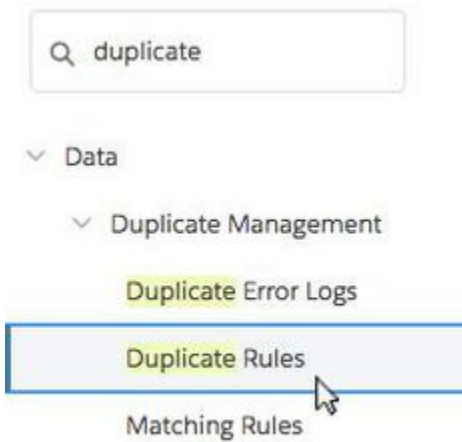 duplicate
Data
Duplicate Management
Duplicate Error Logs
Duplicate Rules
Matching Rules